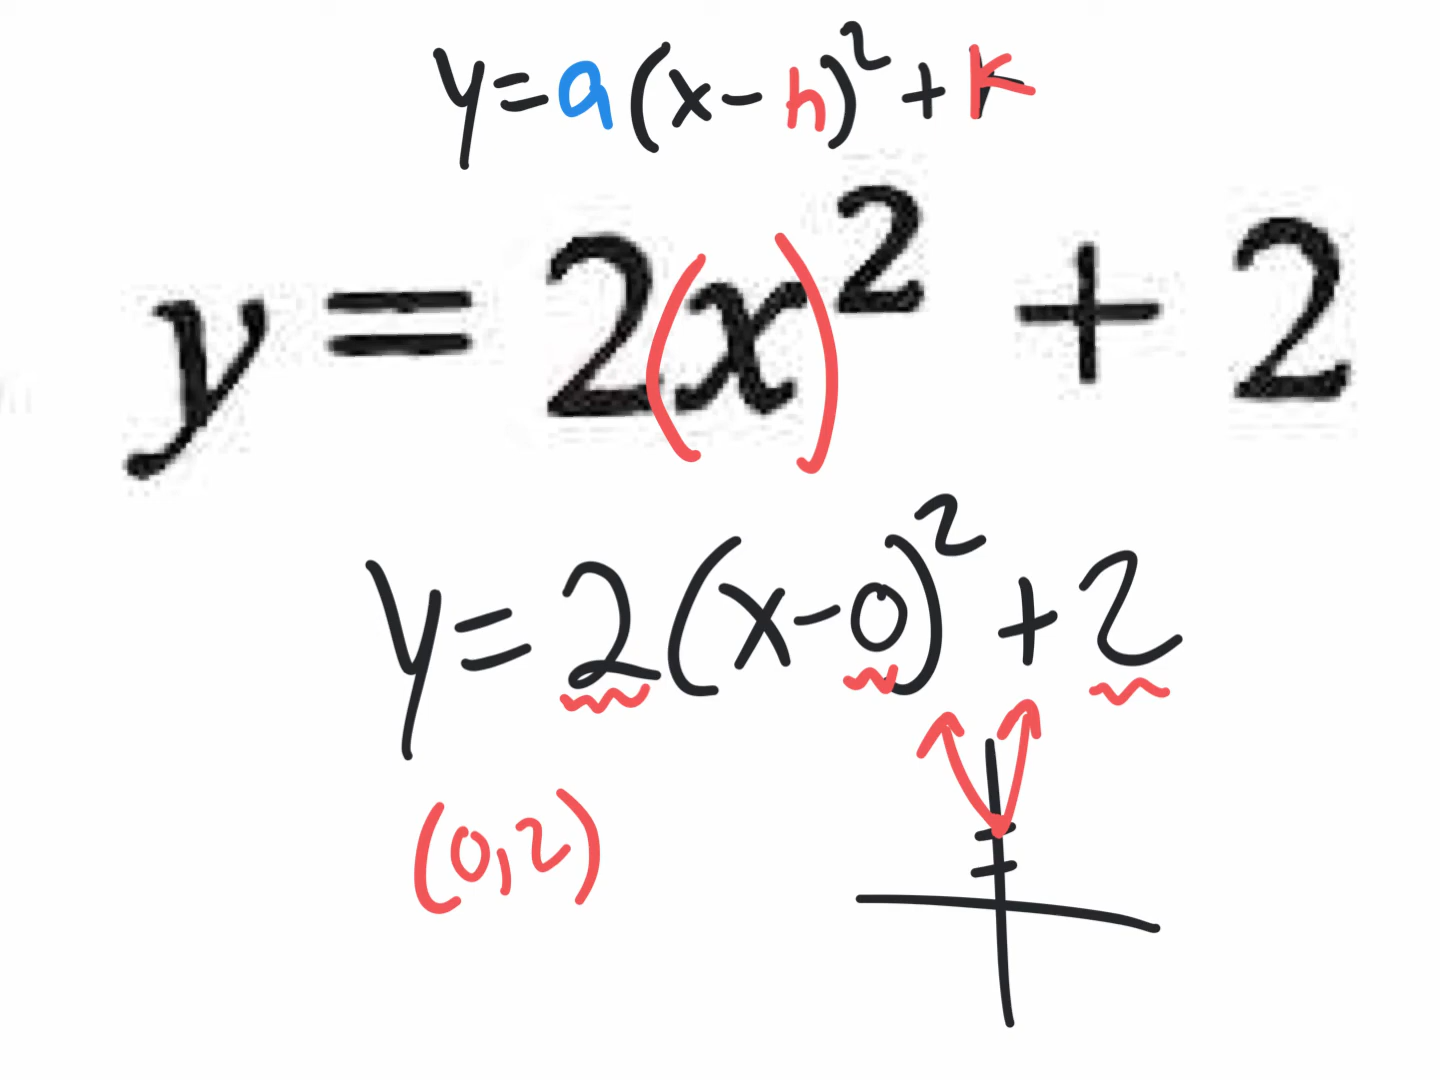 y=a(x-h)²+k
y = 2(x)² + 2
y=2(x-0)²+2
(0,2)